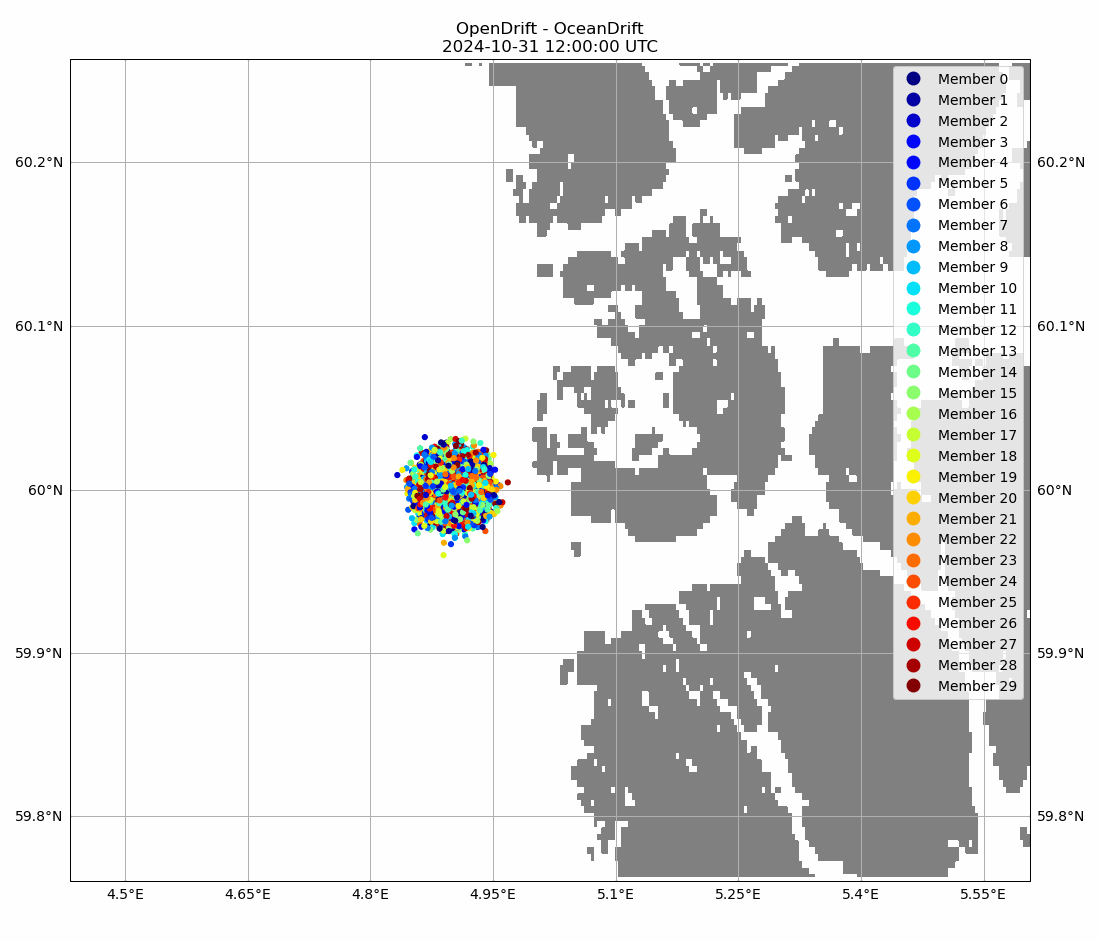 OpenDrift - OceanDrift
2024-10-31 12:00:00 UTC
Member 0
Member 1
Member 2
Member 3
Member 4
Member 5
Member 6
Member 7
Member 8
Member 9
Member 10
Member 11
Member 12
Member 13
Member 14
Member 15
Member 16
Member 17
Member 18
Member 19
Member 20
Member 21
Member 22
Member 23
Member 24
Member 25
Member 26
Member 27
Member 28
Member 29
60.2°N 60.2°N
60.1°N 60.1°N
60°N 60°N
59.9°N 59.9°N
59.8°N 59.8°N
4.5°E 4.65°E 4.8°E 4.95°E 5.1°E 5.25°E 5.4°E 5.55°E